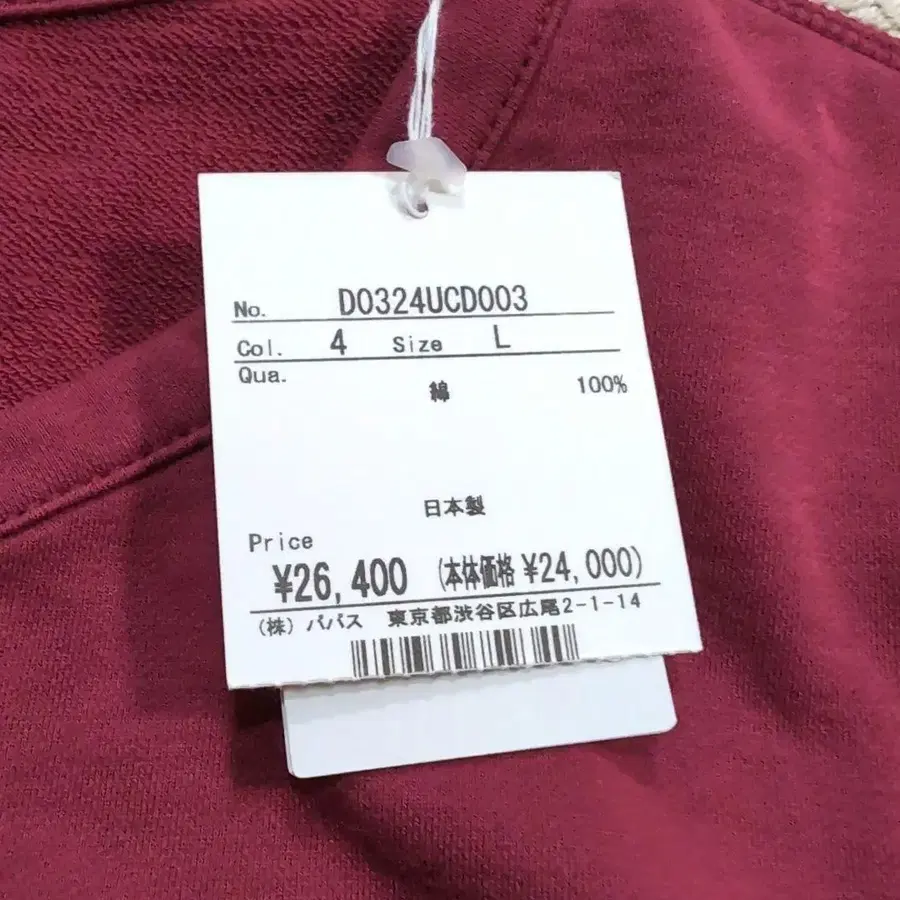 No. D0324UCD003
Col. 4 Size L
Qua.
綿 100%
日本製
Price
¥26,400 (本体価格 ¥24,000)
(株) パパス 東京都渋谷区広尾2-1-14